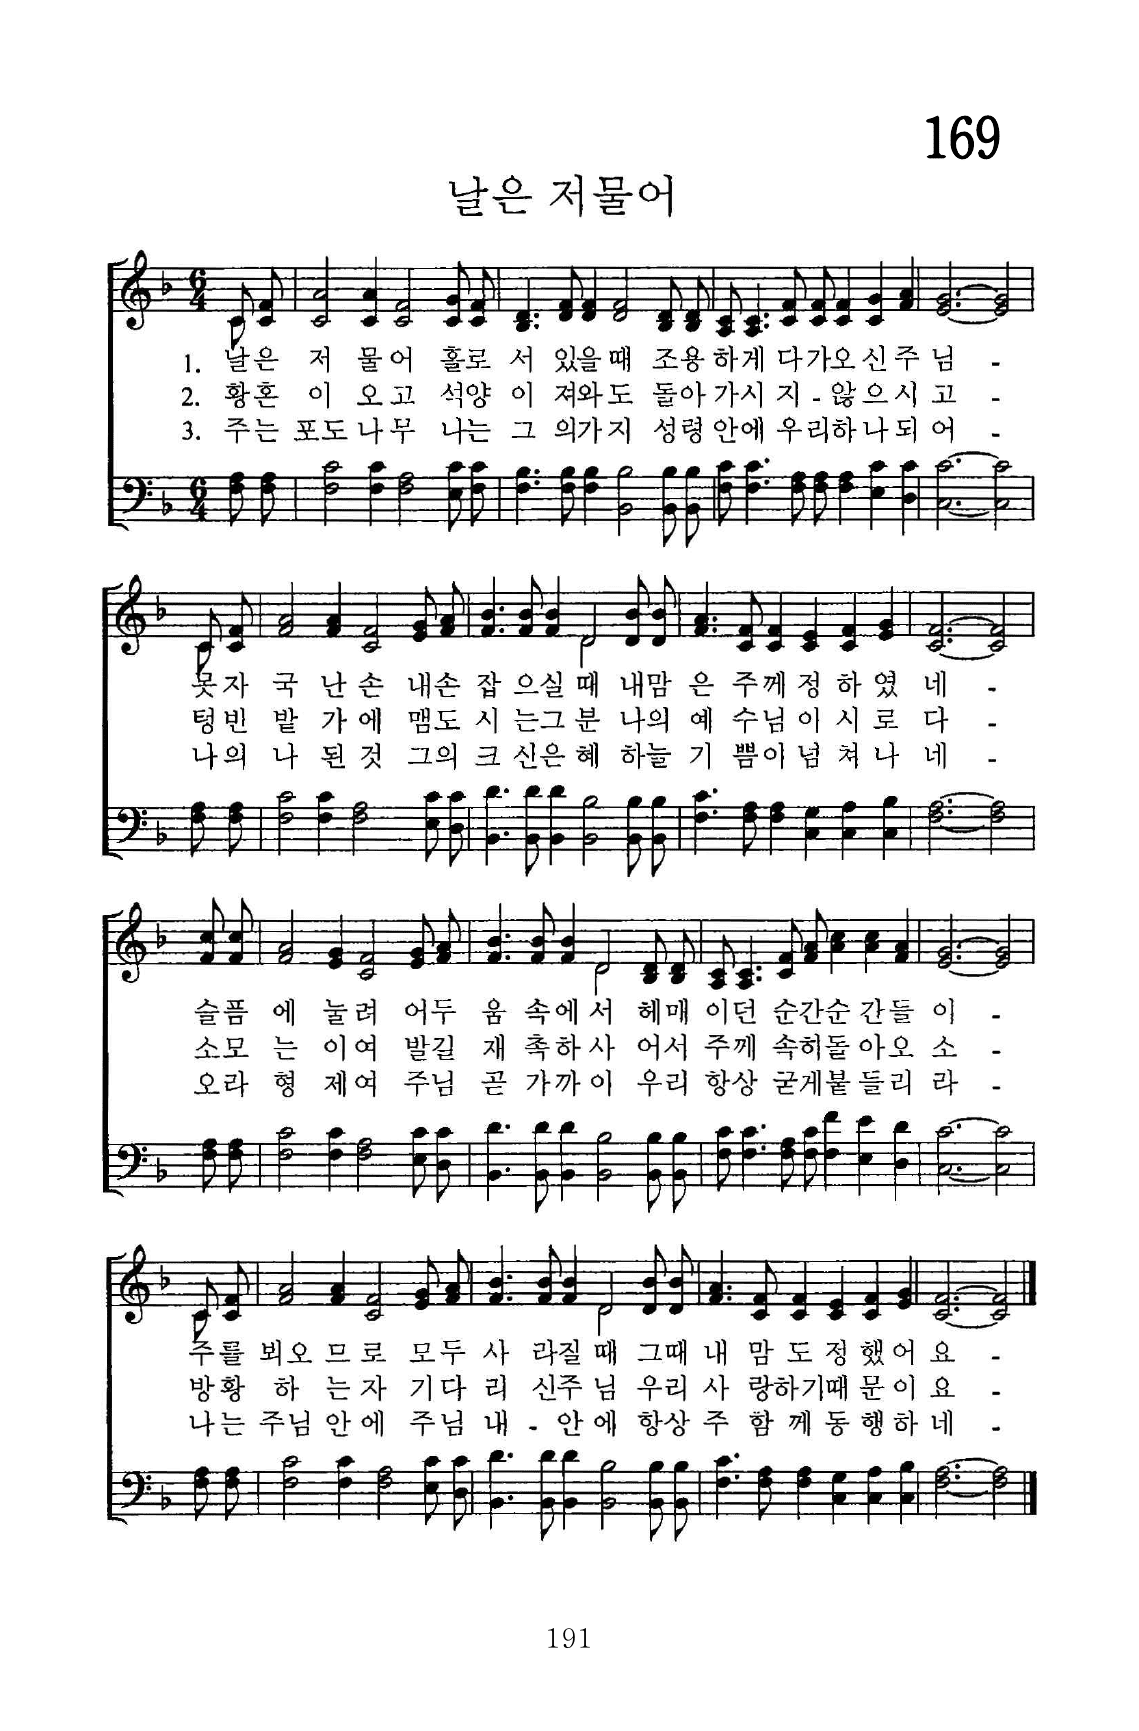 169
날은 저물어
1. 날은 저 물어 홀로 서 있을 때 조용 하게 다가오 신 주 님 -
2. 황혼 이 오 고 석양 이 져와 도 돌아 가시 지 - 않 으 시 고 -
3. 주는 포도 나 무 나는 그 의가 지 성령 안에 우 리하 나 되 어 -
못자 국 난 손 내손 잡 으실 때 내맘 은 주께 정 하 였 네 -
텅빈 밭 가 에 맴도 시 는그 분 나의 예 수님 이 시 로 다 -
나의 나 된 것 그의 크 신은 혜 하늘 기 쁨이 넘 쳐 나 네 -
슬픔 에 눌 려 어두 움 속에 서 헤매 이던 순간순 간 들 이 -
소모 는 이 여 발길 재 촉하 사 어서 주께 속히돌 아 오 소 -
오라 형 제 여 주님 곧 가까 이 우리 항상 굳게붙 들 리 라 -
주를 뵈오 므 로 모두 사 라질 때 그때 내 맘 도 정 했 어 요 -
방황 하 는 자 기다 리 신주 님 우리 사 랑하기때 문 이 요 -
나는 주님 안 에 주님 내 - 안 에 항상 주 함 께 동 행 하 네 -
191